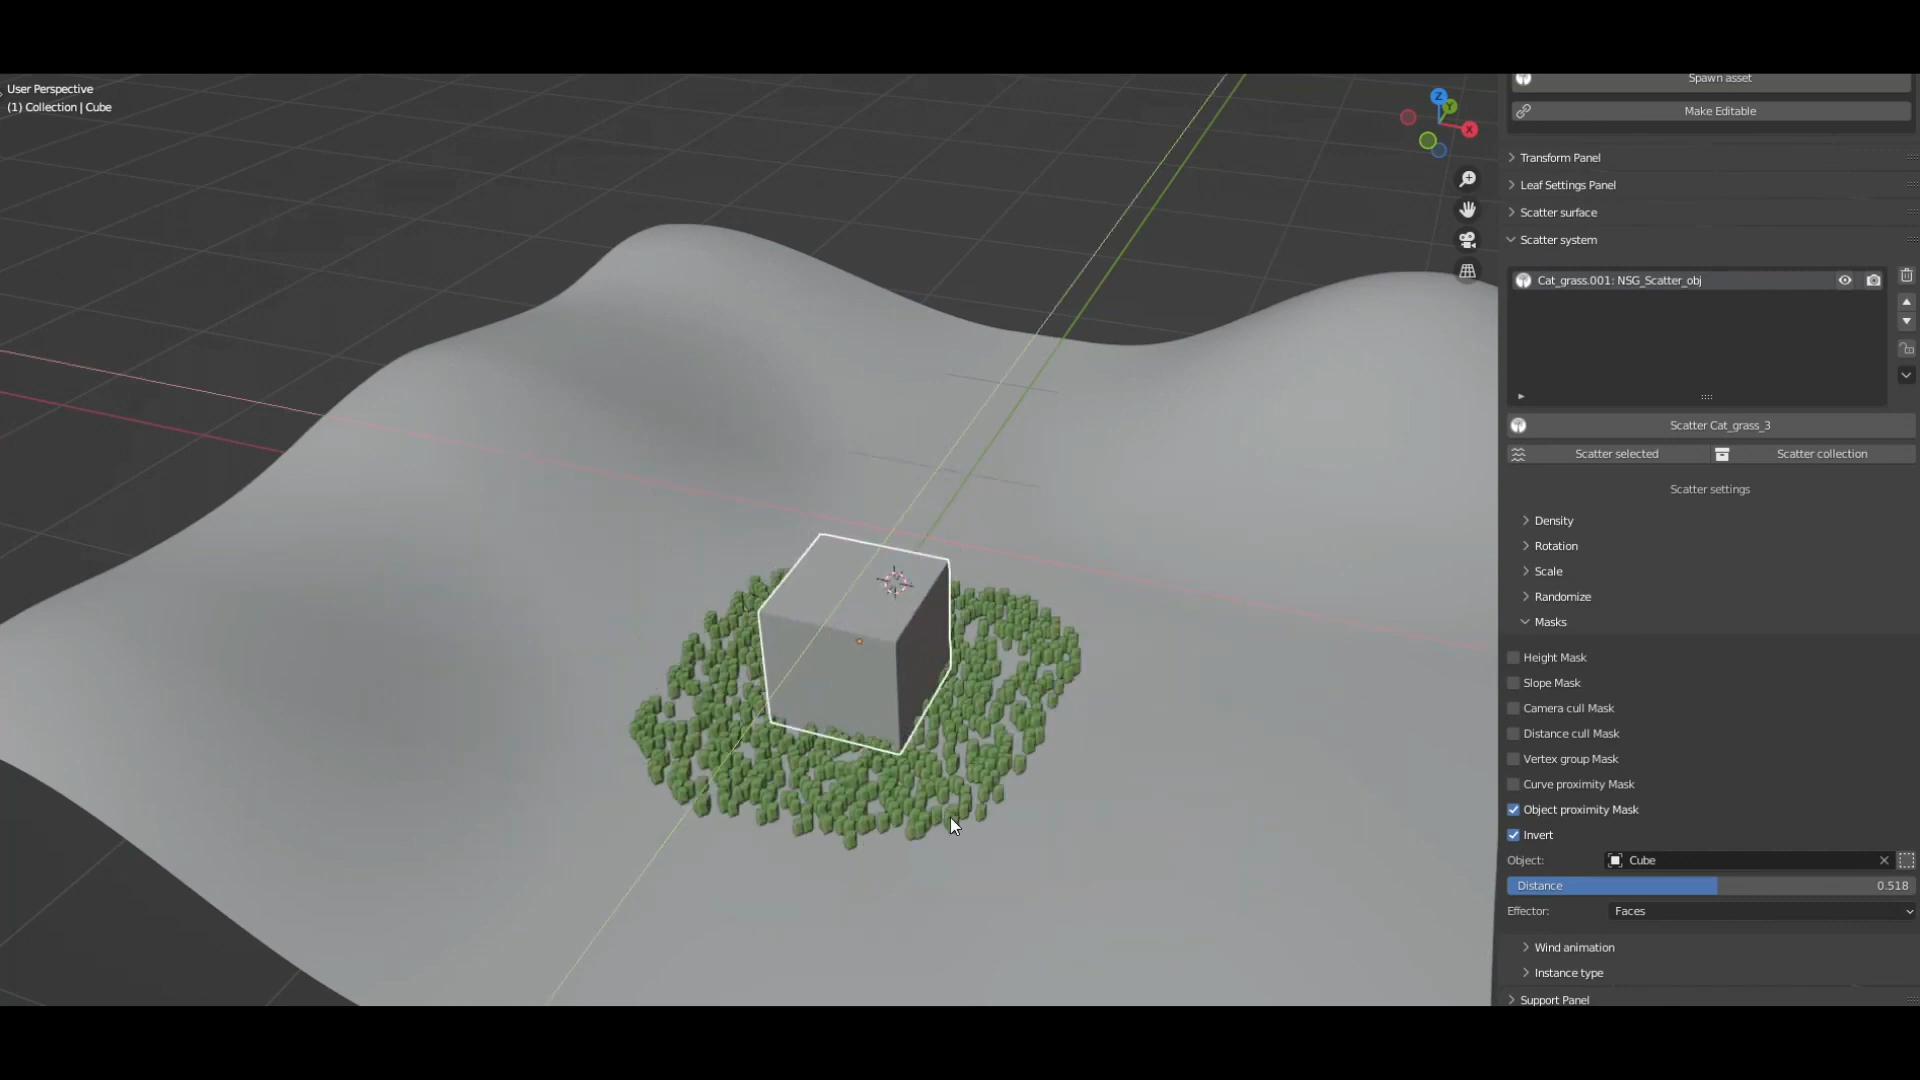 User Perspective
(1) Collection | Cube
Z
Y
X
Spawn asset
Make Editable
Transform Panel
Leaf Settings Panel
Scatter surface
Scatter system
Cat_grass.001: NSG_Scatter_obj
Scatter Cat_grass_3
Scatter selected
Scatter collection
Scatter settings
Density
Rotation
Scale
Randomize
Masks
Height Mask
Slope Mask
Camera cull Mask
Distance cull Mask
Vertex group Mask
Curve proximity Mask
Object proximity Mask
Invert
Object: Cube
Distance 0.518
Effector: Faces
Wind animation
Instance type
Support Panel